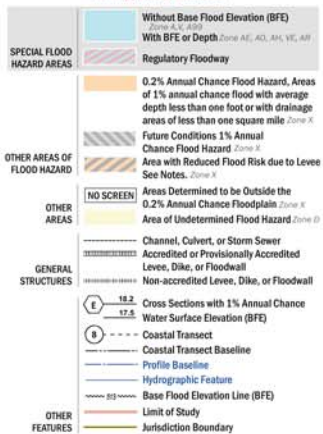 Without Base Flood Elevation (BFE)
Zone A,V, A99
With BFE or Depth Zone AE, AO, AH, VE, AR
SPECIAL FLOOD
HAZARD AREAS
Regulatory Floodway
0.2% Annual Chance Flood Hazard, Areas
of 1% annual chance flood with average
depth less than one foot or with drainage
areas of less than one square mile Zone X
Future Conditions 1% Annual
Chance Flood Hazard Zone X
OTHER AREAS OF
FLOOD HAZARD
Area with Reduced Flood Risk due to Levee
See Notes. Zone X
NO SCREEN
Areas Determined to be Outside the
0.2% Annual Chance Floodplain Zone X
OTHER
AREAS
Area of Undetermined Flood Hazard Zone D
Channel, Culvert, or Storm Sewer
Accredited or Provisionally Accredited
Levee, Dike, or Floodwall
GENERAL
STRUCTURES
Non-accredited Levee, Dike, or Floodwall
E 18.2 Cross Sections with 1% Annual Chance
17.5 Water Surface Elevation (BFE)
8 Coastal Transect
Coastal Transect Baseline
Profile Baseline
Hydrographic Feature
513 Base Flood Elevation Line (BFE)
OTHER
FEATURES
Limit of Study
Jurisdiction Boundary